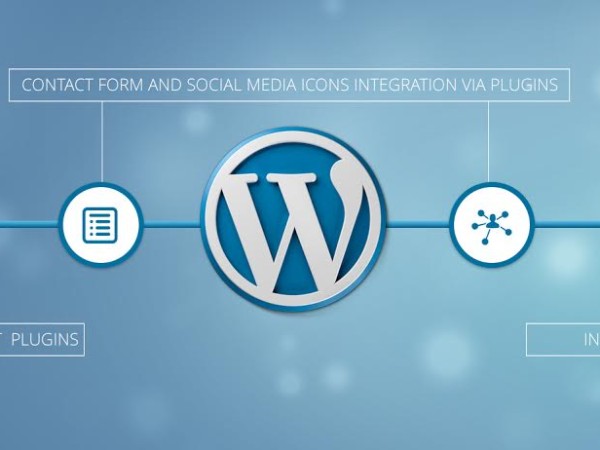 CONTACT FORM AND SOCIAL MEDIA ICONS INTEGRATION VIA PLUGINS
W
PLUGINS